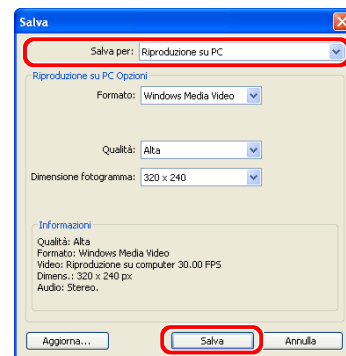 Salva
Salva per: Riproduzione su PC
Riproduzione su PC Opzioni
Formato: Windows Media Video
Qualità: Alta
Dimensione fotogramma: 320 x 240
Informazioni
Qualità: Alta
Formato: Windows Media Video
Video: Riproduzione su computer 30.00 FPS
Dimens.: 320 x 240 px
Audio: Stereo.
Aggiorna... Salva Annulla